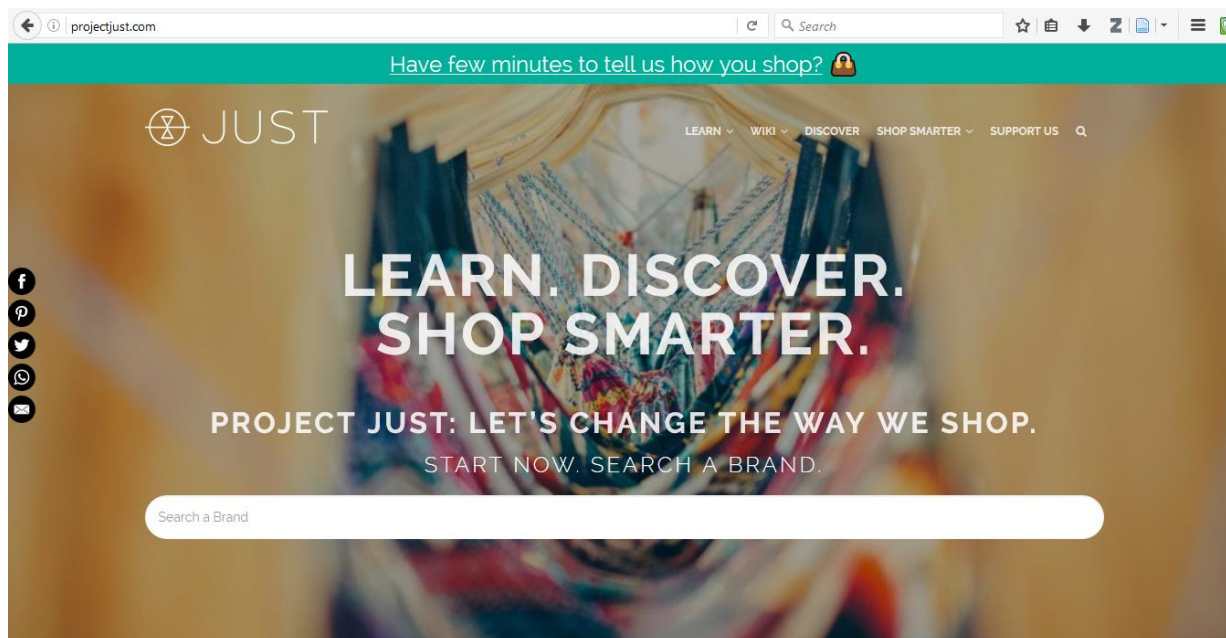 projectjust.com
Search
Have few minutes to tell us how you shop?
JUST
LEARN WIKI DISCOVER SHOP SMARTER SUPPORT US
LEARN. DISCOVER.
SHOP SMARTER.
PROJECT JUST: LET'S CHANGE THE WAY WE SHOP.
START NOW. SEARCH A BRAND.
Search a Brand